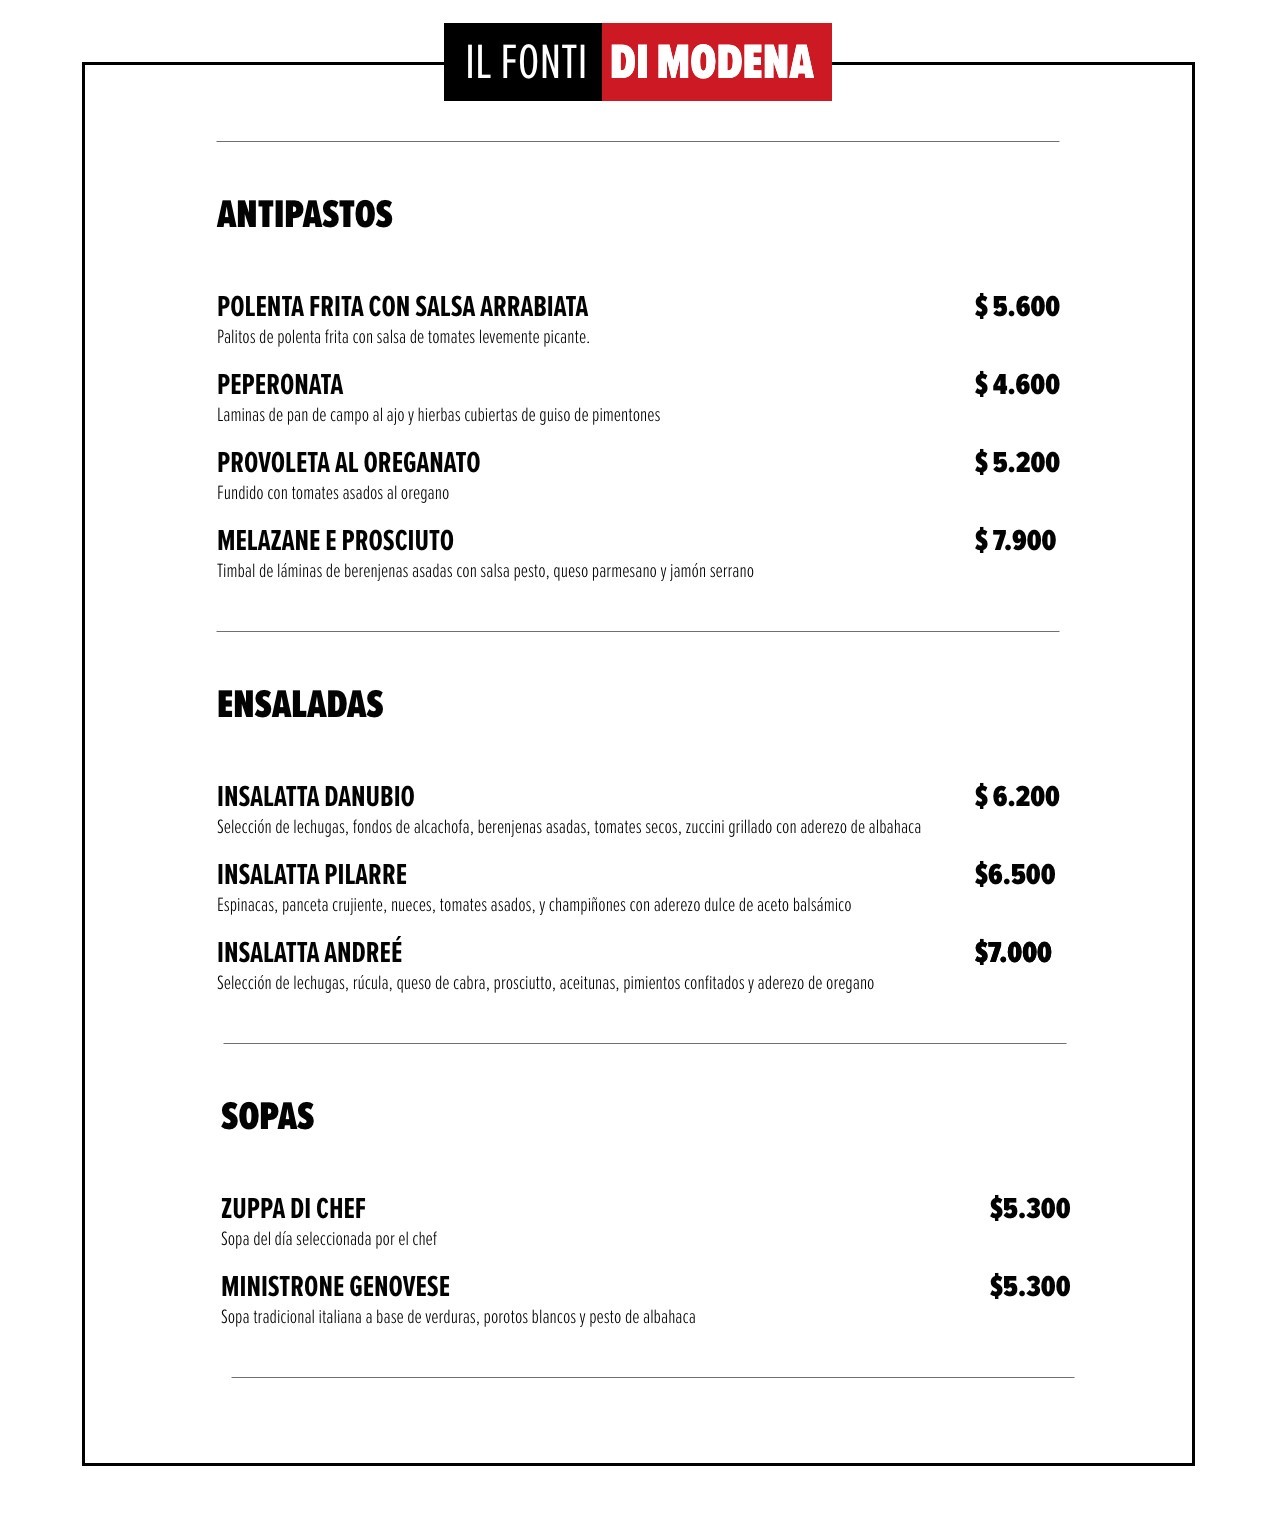 IL FONTI DI MODENA
ANTIPASTOS
POLENTA FRITA CON SALSA ARRABIATA $ 5.600
Palitos de polenta frita con salsa de tomates levemente picante.
PEPERONATA $ 4.600
Laminas de pan de campo al ajo y hierbas cubiertas de guiso de pimentones
PROVOLETA AL OREGANATO $ 5.200
Fundido con tomates asados al oregano
MELAZANE E PROSCIUTO $ 7.900
Timbal de láminas de berenjenas asadas con salsa pesto, queso parmesano y jamón serrano
ENSALADAS
INSALATTA DANUBIO $ 6.200
Selección de lechugas, fondos de alcachofa, berenjenas asadas, tomates secos, zuccini grillado con aderezo de albahaca
INSALATTA PILARRE $6.500
Espinacas, panceta crujiente, nueces, tomates asados, y champiñones con aderezo dulce de aceto balsámico
INSALATTA ANDREÉ $7.000
Selección de lechugas, rúcula, queso de cabra, prosciutto, aceitunas, pimientos confitados y aderezo de oregano
SOPAS
ZUPPA DI CHEF $5.300
Sopa del día seleccionada por el chef
MINISTRONE GENOVESE $5.300
Sopa tradicional italiana a base de verduras, porotos blancos y pesto de albahaca